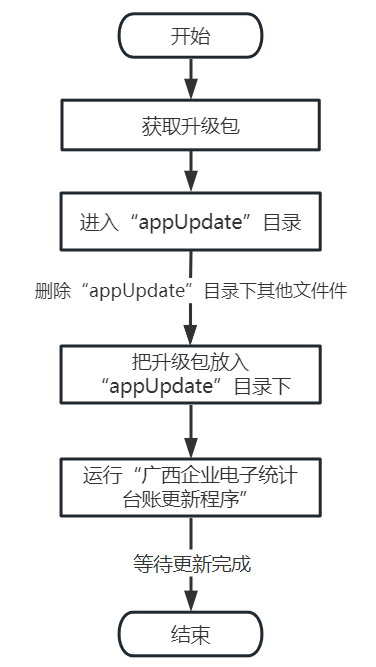 开始
获取升级包
进入“appUpdate”目录
删除“appUpdate”目录下其他文件件
把升级包放入
“appUpdate”目录下
运行“广西企业电子统计
台账更新程序”
等待更新完成
结束